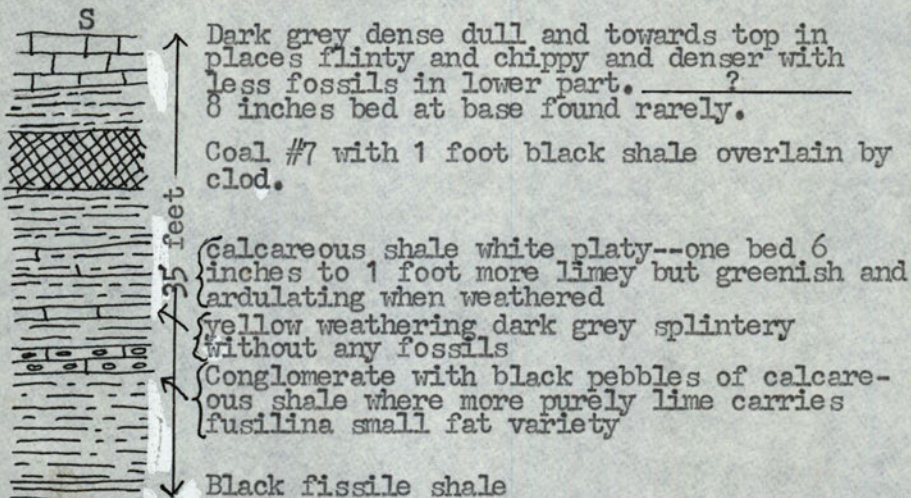 S
Dark grey dense dull and towards top in
places flinty and chippy and denser with
less fossils in lower part. ?
8 inches bed at base found rarely.
Coal #7 with 1 foot black shale overlain by
clod.
35 feet
calcareous shale white platy--one bed 6
inches to 1 foot more limey but greenish and
ardulating when weathered
yellow weathering dark grey splintery
without any fossils
Conglomerate with black pebbles of calcare-
ous shale where more purely lime carries
fusilina small fat variety
Black fissile shale